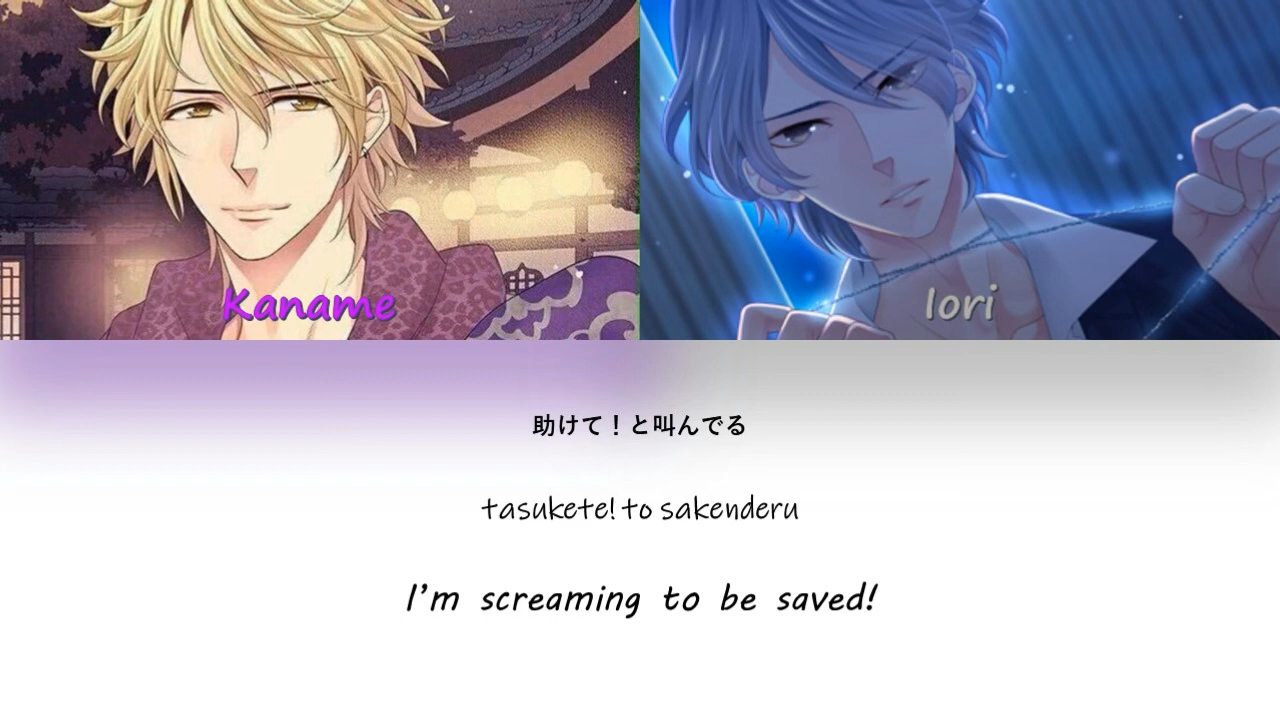 Kaname
Iori
助けて！と叫んでる
tasukete! to sakenderu
I'm screaming to be saved!